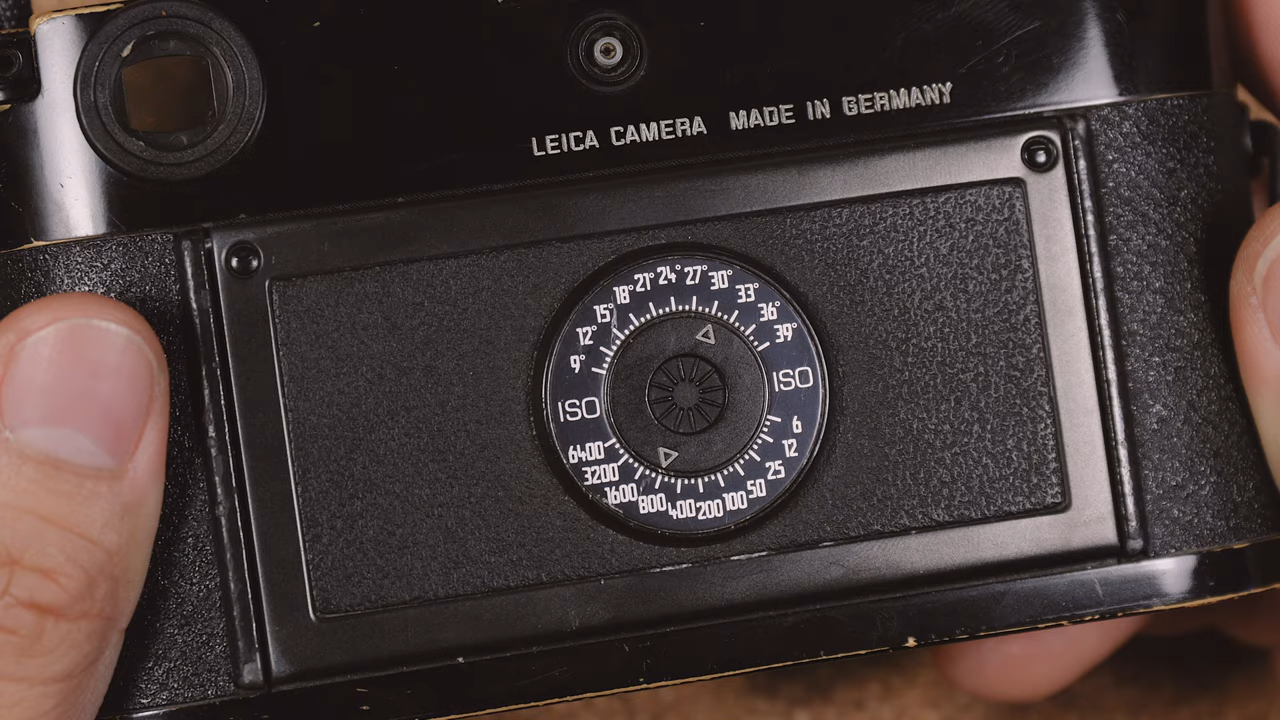 LEICA CAMERA MADE IN GERMANY
9° 12° 15° 18° 21° 24° 27° 30° 33° 36° 39°
ISO
ISO
6400 3200 1600 800 400 200 100 50 25 12 6